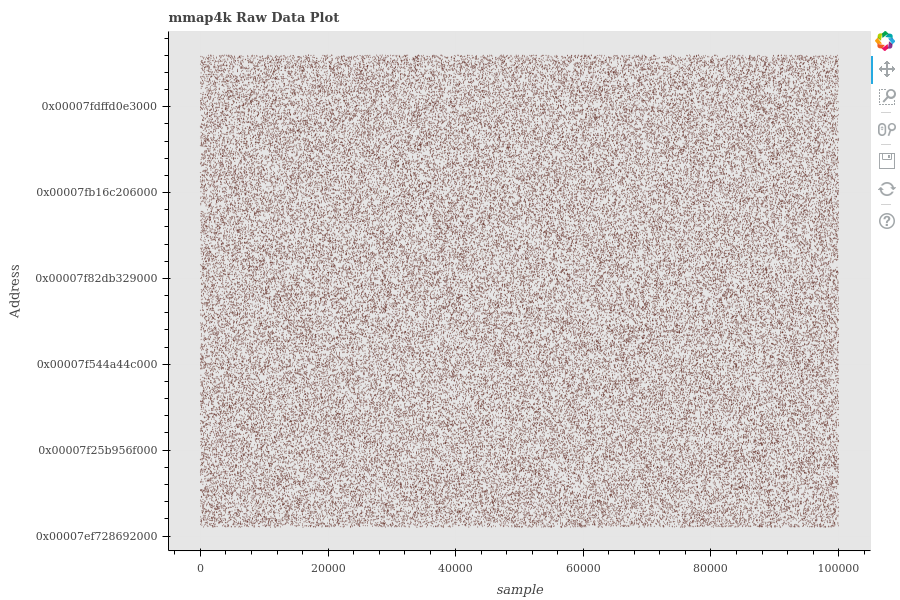 mmap4k Raw Data Plot
Address
0x00007fdffd0e3000
0x00007fb16c206000
0x00007f82db329000
0x00007f544a44c000
0x00007f25b956f000
0x00007ef728692000
0 20000 40000 60000 80000 100000
sample